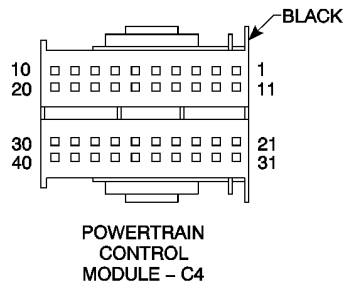 BLACK
10 1
20 11
30 21
40 31
POWERTRAIN
CONTROL
MODULE – C4